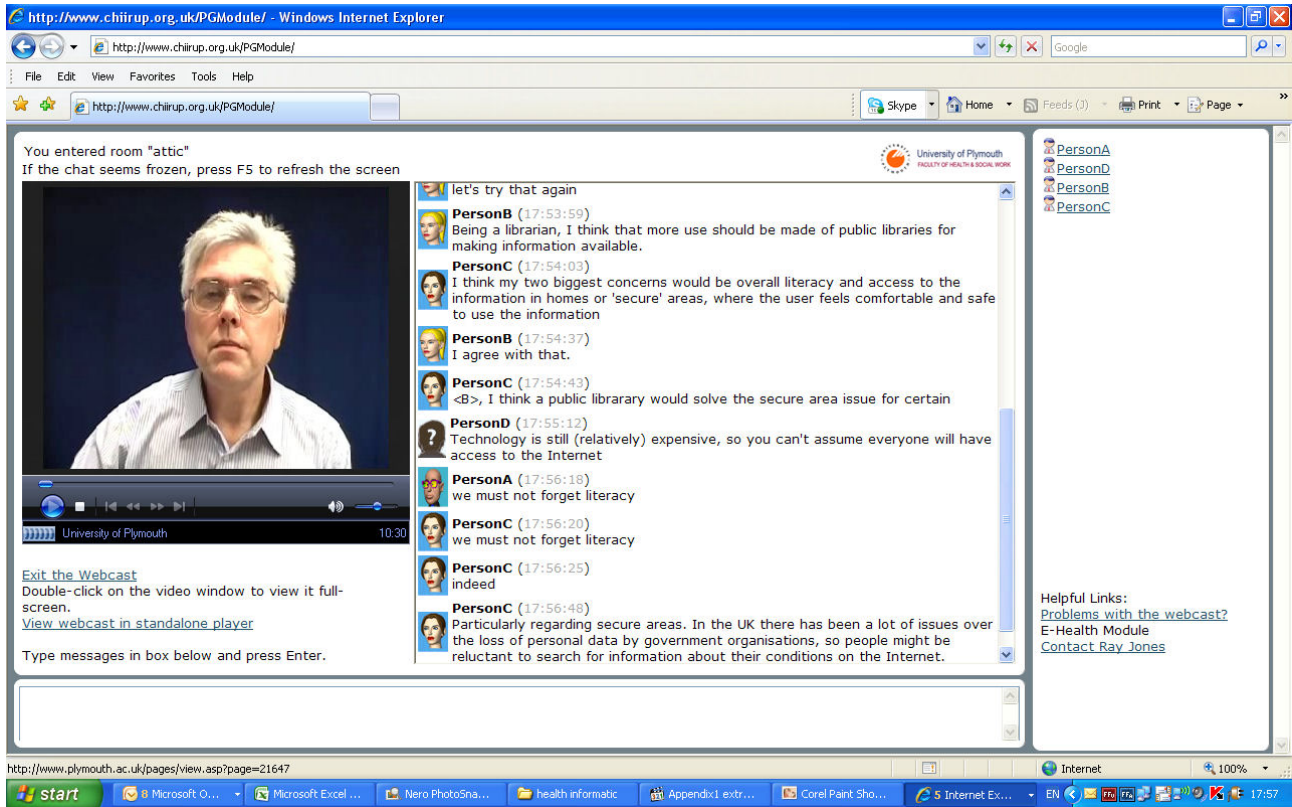 http://www.chiirup.org.uk/PGModule/ - Windows Internet Explorer
http://www.chiirup.org.uk/PGModule/
Google
File Edit View Favorites Tools Help
http://www.chiirup.org.uk/PGModule/
Skype Home Feeds (J) Print Page »
You entered room "attic"
If the chat seems frozen, press F5 to refresh the screen
University of Plymouth
FACULTY OF HEALTH & SOCIAL WORK
let's try that again
PersonB (17:53:59)
Being a librarian, I think that more use should be made of public libraries for
making information available.
PersonC (17:54:03)
I think my two biggest concerns would be overall literacy and access to the
information in homes or 'secure' areas, where the user feels comfortable and safe
to use the information
PersonB (17:54:37)
I agree with that.
PersonC (17:54:43)
<B>, I think a public librarary would solve the secure area issue for certain
PersonD (17:55:12)
Technology is still (relatively) expensive, so you can't assume everyone will have
access to the Internet
PersonA (17:56:18)
we must not forget literacy
PersonC (17:56:20)
we must not forget literacy
PersonC (17:56:25)
indeed
PersonC (17:56:48)
Particularly regarding secure areas. In the UK there has been a lot of issues over
the loss of personal data by government organisations, so people might be
reluctant to search for information about their conditions on the Internet.
University of Plymouth 10:30
Exit the Webcast
Double-click on the video window to view it full-
screen.
View webcast in standalone player
Type messages in box below and press Enter.
PersonA
PersonD
PersonB
PersonC
Helpful Links:
Problems with the webcast?
E-Health Module
Contact Ray Jones
http://www.plymouth.ac.uk/pages/view.asp?page=21647
Internet 100%
start 8 Microsoft O... Microsoft Excel ... Nero PhotoSna... health informatic Appendix1 extr... Corel Paint Sho... 5 Internet Ex... EN 17:57